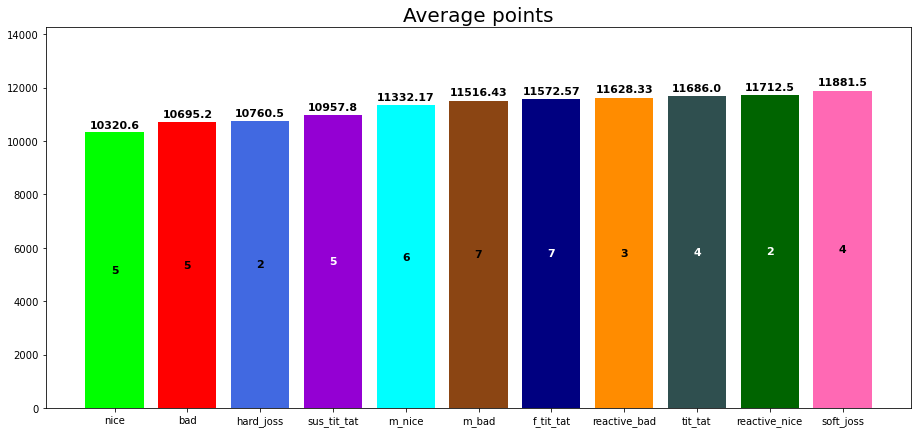 Average points
14000
12000
10000
8000
6000
4000
2000
0
10320.6
10695.2
10760.5
10957.8
11332.17
11516.43
11572.57
11628.33
11686.0
11712.5
11881.5
5
5
2
5
6
7
7
3
4
2
4
nice
bad
hard_joss
sus_tit_tat
m_nice
m_bad
f_tit_tat
reactive_bad
tit_tat
reactive_nice
soft_joss